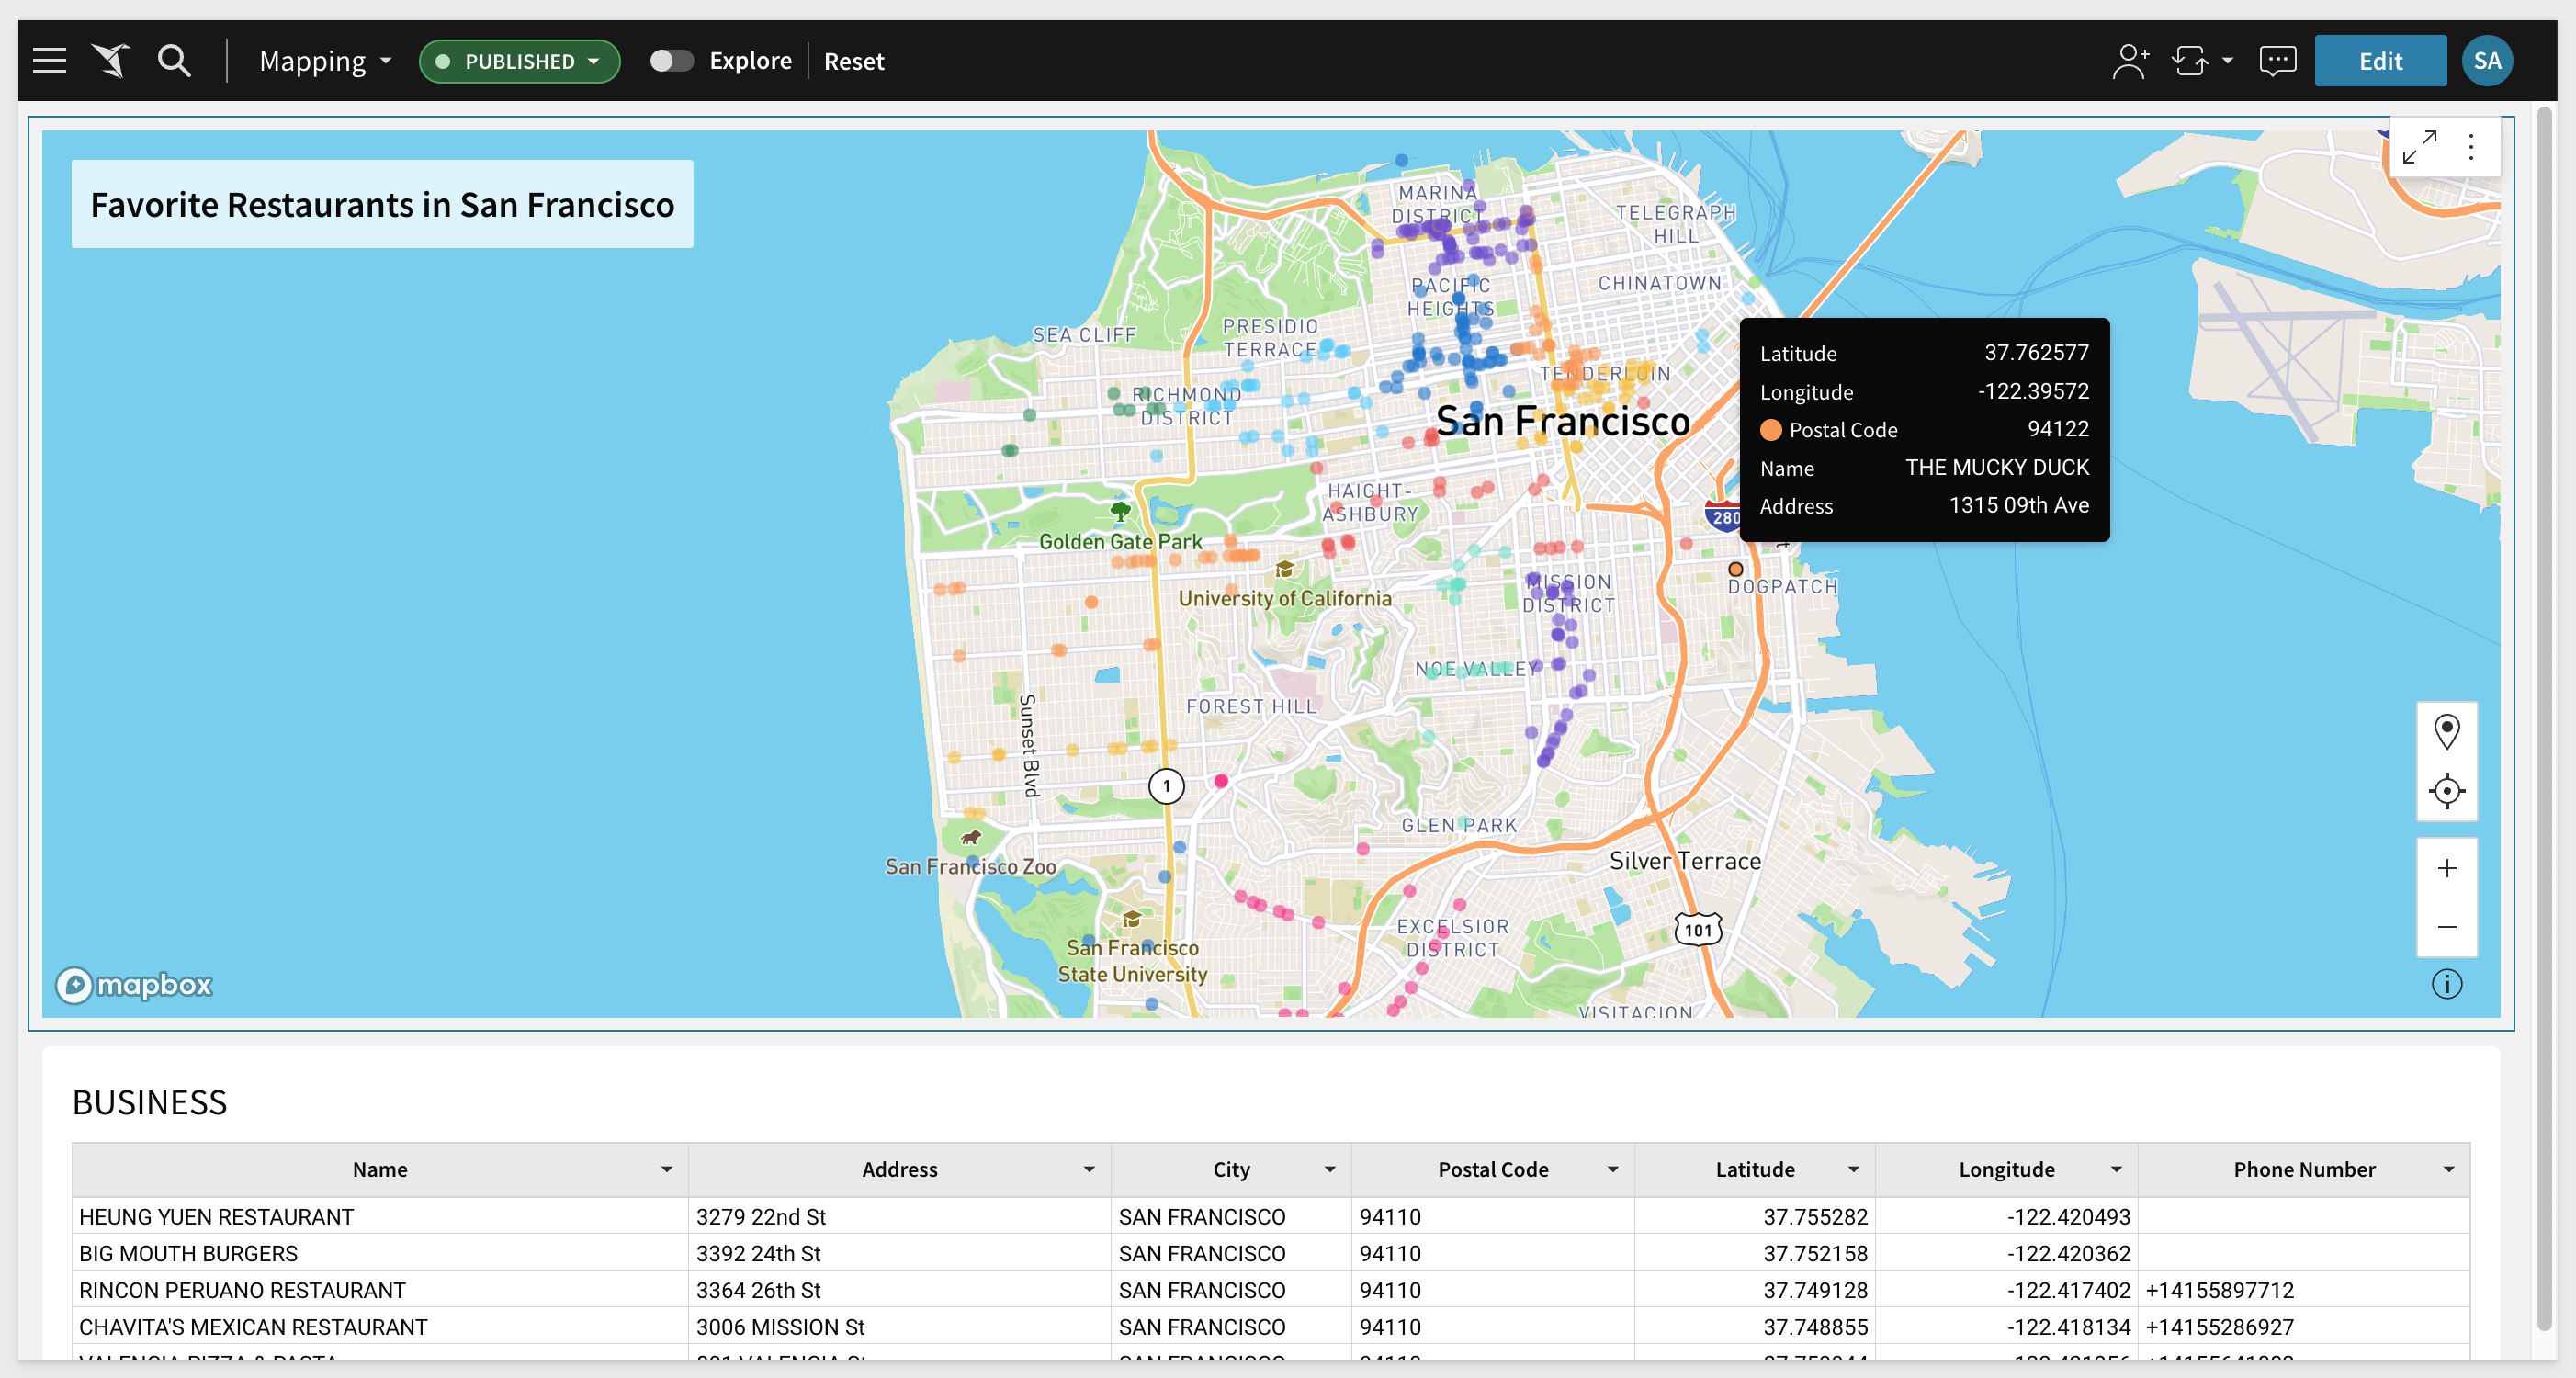 Mapping PUBLISHED Explore Reset Edit SA
Favorite Restaurants in San Francisco
MARINA
DISTRICT
TELEGRAPH
HILL
PACIFIC
HEIGHTS
CHINATOWN
SEA CLIFF
PRESIDIO
TERRACE
RICHMOND
DISTRICT
TENDERLOIN
San Francisco
Latitude 37.762577
Longitude -122.39572
Postal Code 94122
Name THE MUCKY DUCK
Address 1315 09th Ave
280
HAIGHT-
ASHBURY
Golden Gate Park
University of California
MISSION
DISTRICT
DOGPATCH
NOE VALLEY
FOREST HILL
Sunset Blvd
1
GLEN PARK
Silver Terrace
San Francisco Zoo
101
EXCELSIOR
DISTRICT
San Francisco
State University
VISITACION
mapbox
BUSINESS
Name Address City Postal Code Latitude Longitude Phone Number
HEUNG YUEN RESTAURANT 3279 22nd St SAN FRANCISCO 94110 37.755282 -122.420493
BIG MOUTH BURGERS 3392 24th St SAN FRANCISCO 94110 37.752158 -122.420362
RINCON PERUANO RESTAURANT 3364 26th St SAN FRANCISCO 94110 37.749128 -122.417402 +14155897712
CHAVITA'S MEXICAN RESTAURANT 3006 MISSION St SAN FRANCISCO 94110 37.748855 -122.418134 +14155286927